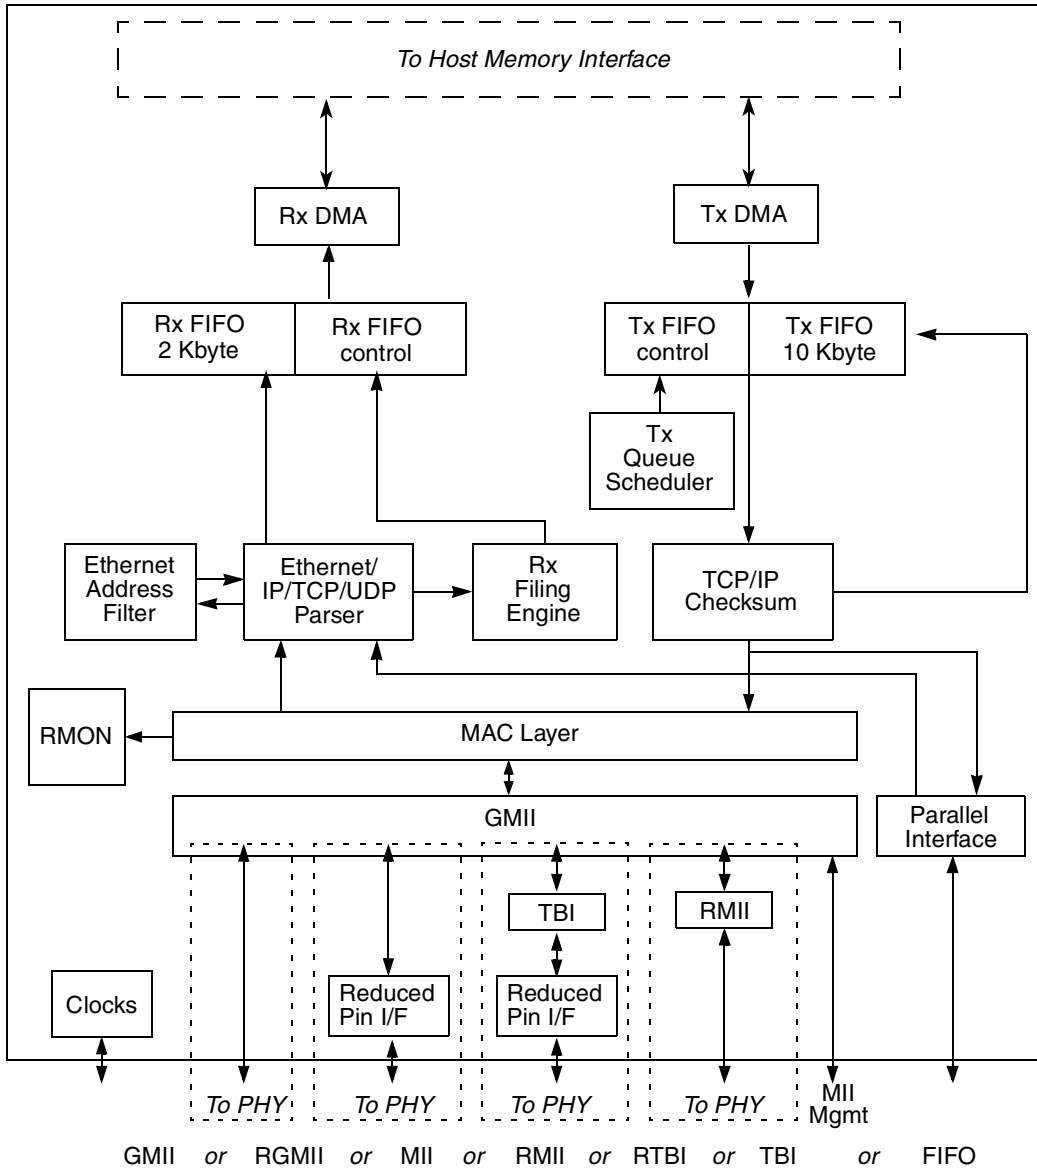 To Host Memory Interface
Rx DMA
Tx DMA
Rx FIFO
2 Kbyte
Rx FIFO
control
Tx FIFO
control
Tx FIFO
10 Kbyte
Tx
Queue
Scheduler
Ethernet
Address
Filter
Ethernet/
IP/TCP/UDP
Parser
Rx
Filing
Engine
TCP/IP
Checksum
RMON
MAC Layer
GMII
Parallel
Interface
TBI
RMII
Clocks
Reduced
Pin I/F
Reduced
Pin I/F
To PHY
To PHY
To PHY
To PHY
MII
Mgmt
GMII or RGMII or MII or RMII or RTBI or TBI or FIFO